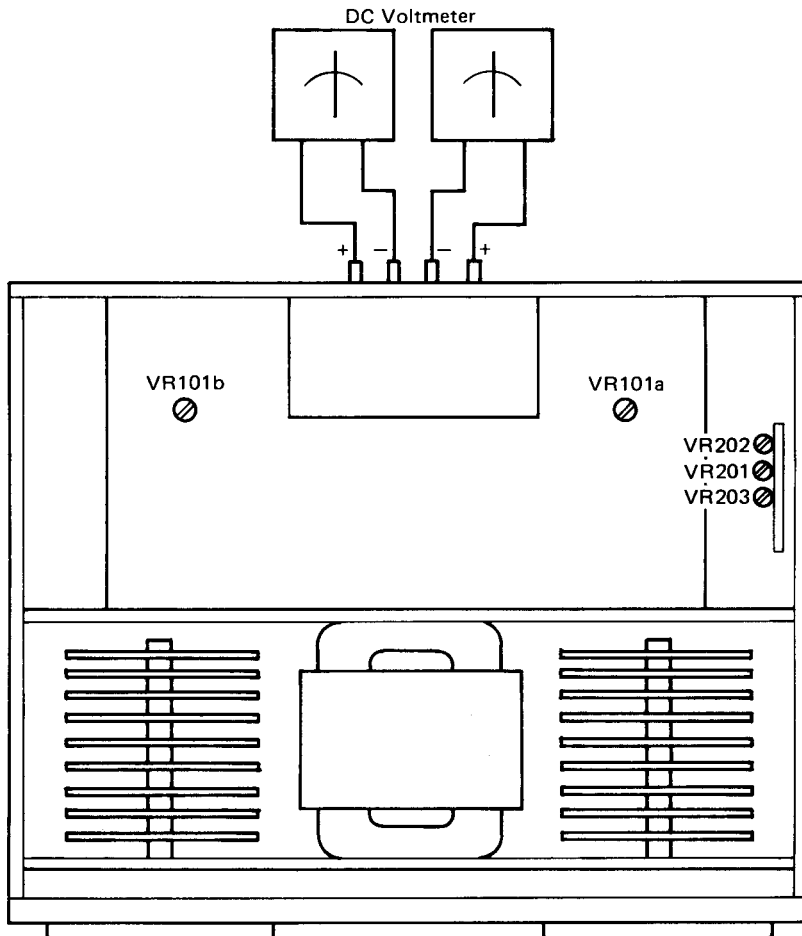 DC Voltmeter
+ − − +
VR101b
VR101a
VR202
VR201
VR203